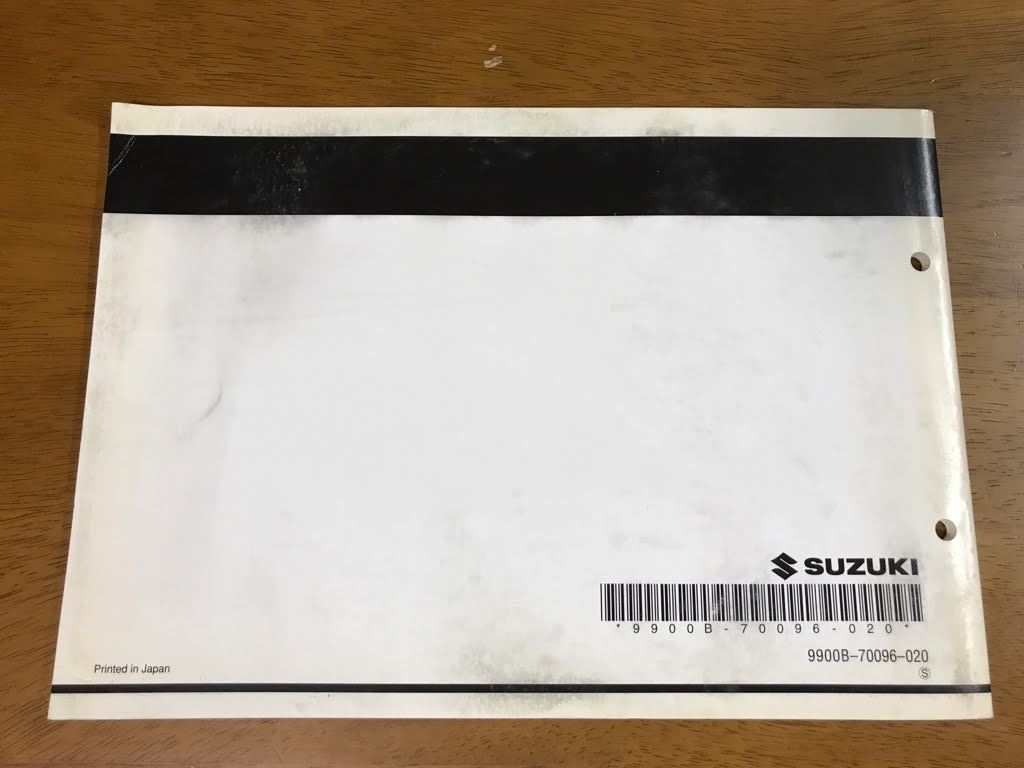 SUZUKI
*9900B-70096-020*
9900B-70096-020
Ⓢ
Printed in Japan